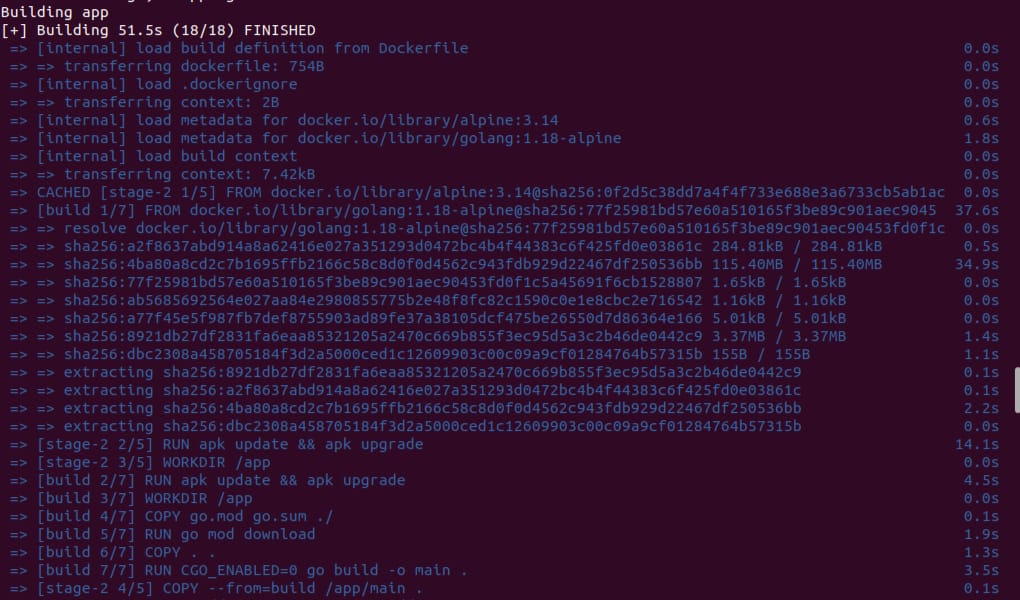 Building app
[+] Building 51.5s (18/18) FINISHED
=> [internal] load build definition from Dockerfile 0.0s
=> => transferring dockerfile: 754B 0.0s
=> [internal] load .dockerignore 0.0s
=> => transferring context: 2B 0.0s
=> [internal] load metadata for docker.io/library/alpine:3.14 0.6s
=> [internal] load metadata for docker.io/library/golang:1.18-alpine 1.8s
=> [internal] load build context 0.0s
=> => transferring context: 7.42kB 0.0s
=> CACHED [stage-2 1/5] FROM docker.io/library/alpine:3.14@sha256:0f2d5c38dd7a4f4f733e688e3a6733cb5ab1ac 0.0s
=> [build 1/7] FROM docker.io/library/golang:1.18-alpine@sha256:77f25981bd57e60a510165f3be89c901aec9045 37.6s
=> => resolve docker.io/library/golang:1.18-alpine@sha256:77f25981bd57e60a510165f3be89c901aec90453fd0f1c 0.0s
=> => sha256:a2f8637abd914a8a62416e027a351293d0472bc4b4f44383c6f425fd0e03861c 284.81kB / 284.81kB 0.5s
=> => sha256:4ba80a8cd2c7b1695ffb2166c58c8d0f0d4562c943fdb929d22467df250536bb 115.40MB / 115.40MB 34.9s
=> => sha256:77f25981bd57e60a510165f3be89c901aec90453fd0f1c5a45691f6cb1528807 1.65kB / 1.65kB 0.0s
=> => sha256:ab5685692564e027aa84e2980855775b2e48f8fc82c1590c0e1e8cbc2e716542 1.16kB / 1.16kB 0.0s
=> => sha256:a77f45e5f987fb7def8755903ad89fe37a38105dcf475be26550d7d86364e166 5.01kB / 5.01kB 0.0s
=> => sha256:8921db27df2831fa6eaa85321205a2470c669b855f3ec95d5a3c2b46de0442c9 3.37MB / 3.37MB 1.4s
=> => sha256:dbc2308a458705184f3d2a5000ced1c12609903c00c09a9cf01284764b57315b 155B / 155B 1.1s
=> => extracting sha256:8921db27df2831fa6eaa85321205a2470c669b855f3ec95d5a3c2b46de0442c9 0.1s
=> => extracting sha256:a2f8637abd914a8a62416e027a351293d0472bc4b4f44383c6f425fd0e03861c 0.1s
=> => extracting sha256:4ba80a8cd2c7b1695ffb2166c58c8d0f0d4562c943fdb929d22467df250536bb 2.2s
=> => extracting sha256:dbc2308a458705184f3d2a5000ced1c12609903c00c09a9cf01284764b57315b 0.0s
=> [stage-2 2/5] RUN apk update && apk upgrade 14.1s
=> [stage-2 3/5] WORKDIR /app 0.0s
=> [build 2/7] RUN apk update && apk upgrade 4.5s
=> [build 3/7] WORKDIR /app 0.0s
=> [build 4/7] COPY go.mod go.sum ./ 0.1s
=> [build 5/7] RUN go mod download 1.9s
=> [build 6/7] COPY . . 1.3s
=> [build 7/7] RUN CGO_ENABLED=0 go build -o main . 3.5s
=> [stage-2 4/5] COPY --from=build /app/main . 0.1s